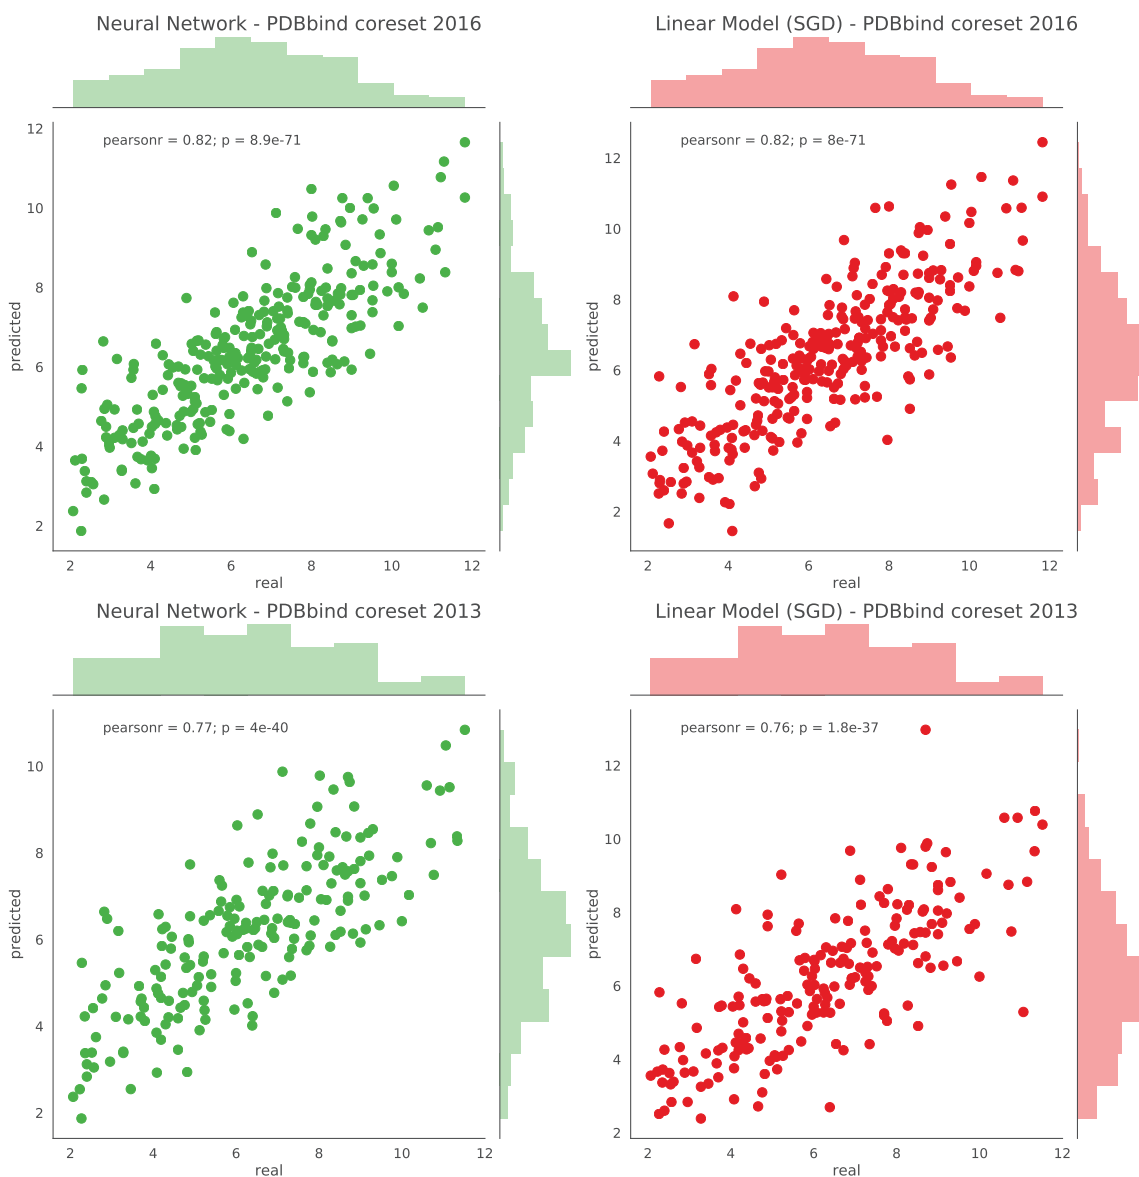 Neural Network - PDBbind coreset 2016
pearsonr = 0.82; p = 8.9e-71
12
10
8
6
4
2
predicted
2 4 6 8 10 12
real
Linear Model (SGD) - PDBbind coreset 2016
pearsonr = 0.82; p = 8e-71
12
10
8
6
4
2
predicted
2 4 6 8 10 12
real
Neural Network - PDBbind coreset 2013
pearsonr = 0.77; p = 4e-40
10
8
6
4
2
predicted
2 4 6 8 10 12
real
Linear Model (SGD) - PDBbind coreset 2013
pearsonr = 0.76; p = 1.8e-37
12
10
8
6
4
2
predicted
2 4 6 8 10 12
real